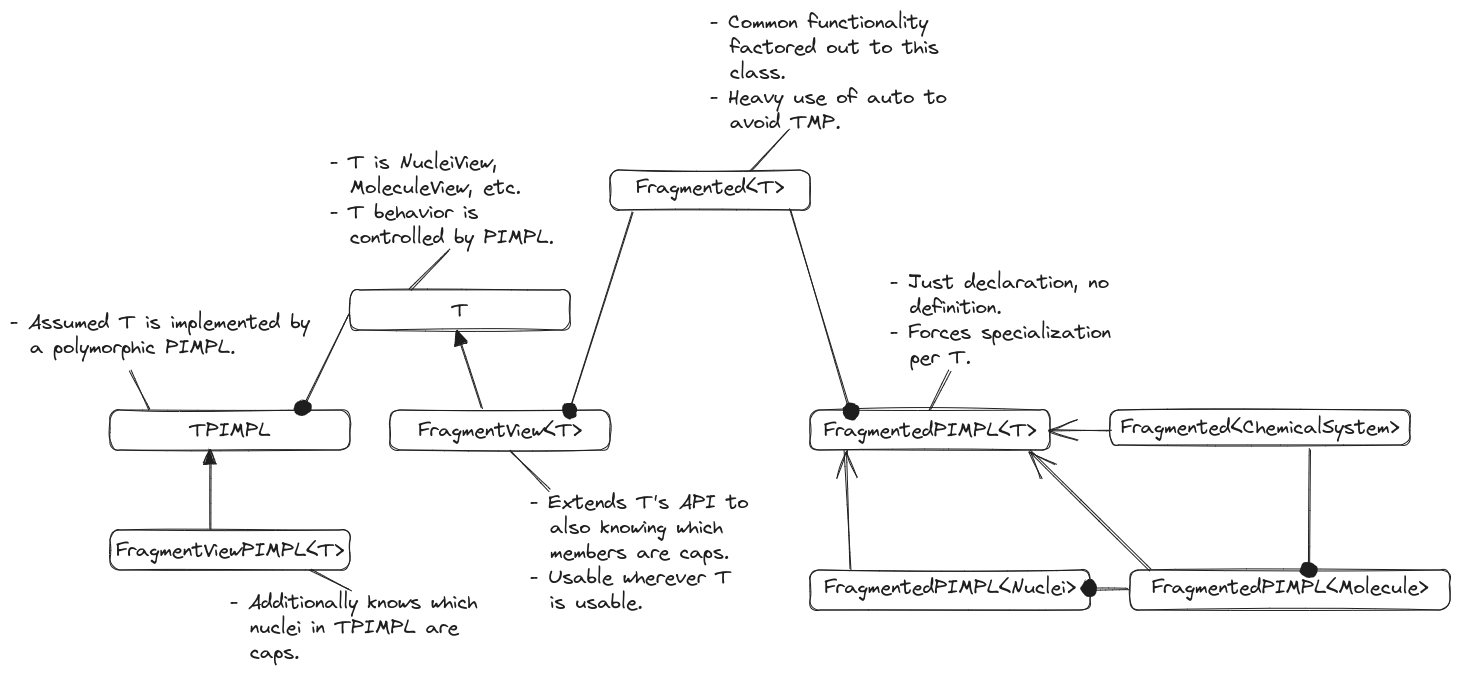 - Common functionality
factored out to this
class.
- Heavy use of auto to
avoid TMP.
- T is NucleiView,
MoleculeView, etc.
- T behavior is
controlled by PIMPL.
Fragmented<T>
- Just declaration, no
definition.
- Forces specialization
per T.
T
- Assumed T is implemented by
a polymorphic PIMPL.
TPIMPL
FragmentView<T>
FragmentedPIMPL<T>
Fragmented<ChemicalSystem>
- Extends T's API to
also knowing which
members are caps.
- Usable wherever T
is usable.
FragmentViewPIMPL<T>
- Additionally knows which
nuclei in TPIMPL are
caps.
FragmentedPIMPL<Nuclei>
FragmentedPIMPL<Molecule>